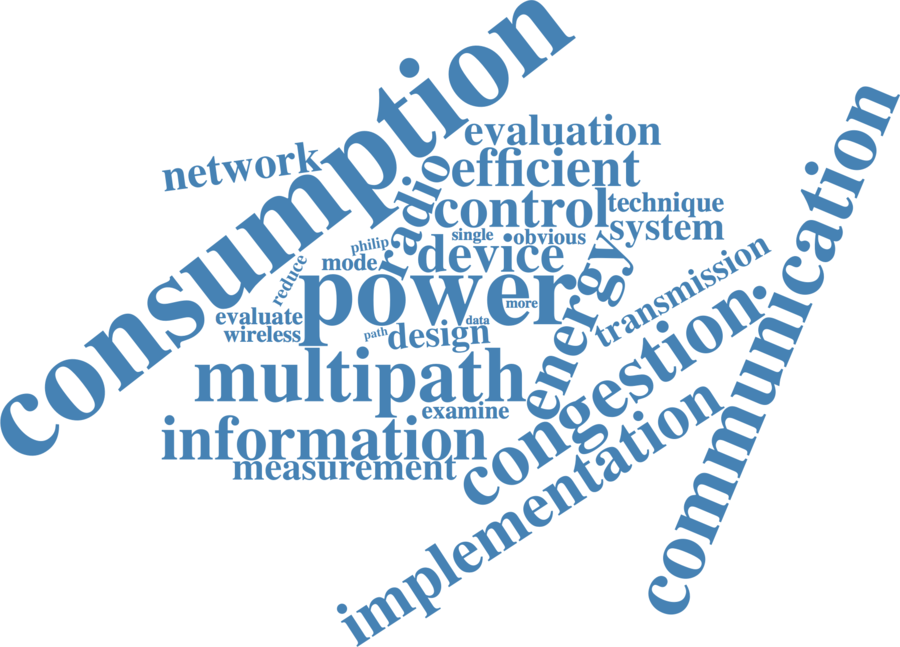 consumption
evaluation
network
efficient
radio
control
technique
communication
system
single
obvious
philip
device
mode
reduce
power
energy
more
transmission
evaluate
data
wireless
path
design
multipath
congestion
examine
information
measurement
implementation